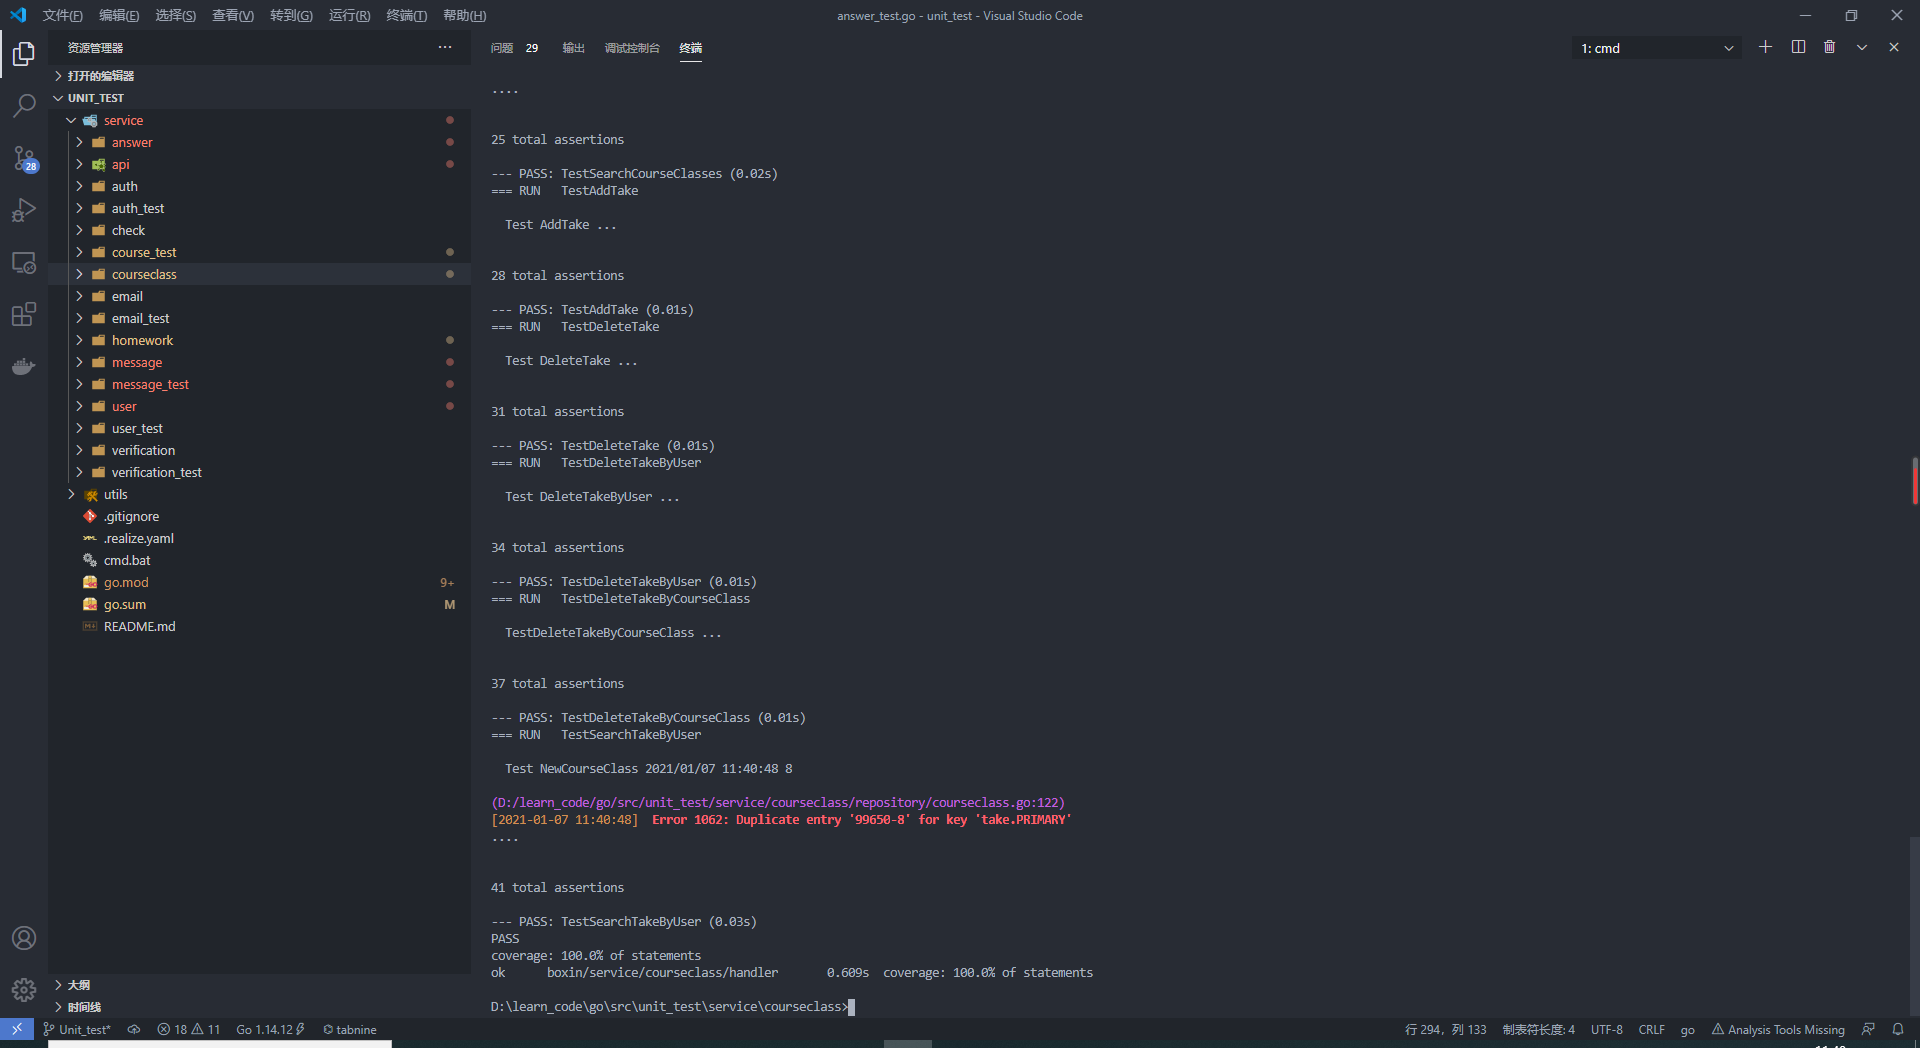 文件(F) 编辑(E) 选择(S) 查看(V) 转到(G) 运行(R) 终端(T) 帮助(H) answer_test.go - unit_test - Visual Studio Code
资源管理器 ···
打开的编辑器
UNIT_TEST
service
answer
api
auth
auth_test
check
course_test
courseclass
email
email_test
homework
message
message_test
user
user_test
verification
verification_test
utils
.gitignore
.realize.yaml
cmd.bat
go.mod 9+
go.sum M
README.md
大纲
时间线
28
问题 29 输出 调试控制台 终端 1: cmd
....
25 total assertions
--- PASS: TestSearchCourseClasses (0.02s)
=== RUN   TestAddTake
Test AddTake ...
28 total assertions
--- PASS: TestAddTake (0.01s)
=== RUN   TestDeleteTake
Test DeleteTake ...
31 total assertions
--- PASS: TestDeleteTake (0.01s)
=== RUN   TestDeleteTakeByUser
Test DeleteTakeByUser ...
34 total assertions
--- PASS: TestDeleteTakeByUser (0.01s)
=== RUN   TestDeleteTakeByCourseClass
TestDeleteTakeByCourseClass ...
37 total assertions
--- PASS: TestDeleteTakeByCourseClass (0.01s)
=== RUN   TestSearchTakeByUser
Test NewCourseClass 2021/01/07 11:40:48 8
(D:/learn_code/go/src/unit_test/service/courseclass/repository/courseclass.go:122)
[2021-01-07 11:40:48]  Error 1062: Duplicate entry '99650-8' for key 'take.PRIMARY'
....
41 total assertions
--- PASS: TestSearchTakeByUser (0.03s)
PASS
coverage: 100.0% of statements
ok      boxin/service/courseclass/handler       0.609s  coverage: 100.0% of statements
D:\learn_code\go\src\unit_test\service\courseclass>
Unit_test* 18 11 Go 1.14.12 tabnine 行 294，列 133 制表符长度: 4 UTF-8 CRLF go Analysis Tools Missing